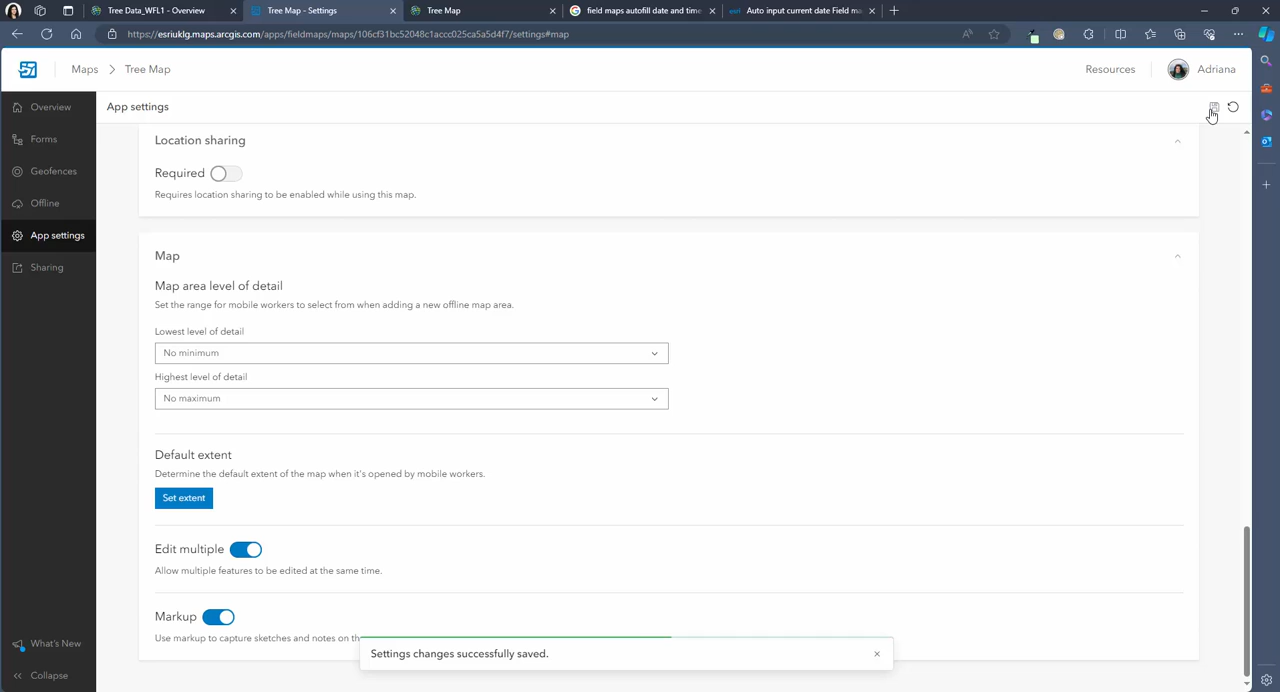 Tree Data_WFL1 - Overview
Tree Map - Settings
Tree Map
field maps autofill date and time
Auto input current date Field ma
https://esriuklg.maps.arcgis.com/apps/fieldmaps/maps/106cf31bc52048c1accc025ca5a5d4f7/settings#map
Maps > Tree Map
Resources
Adriana
Overview
Forms
Geofences
Offline
App settings
Sharing
What's New
Collapse
App settings
Location sharing
Required
Requires location sharing to be enabled while using this map.
Map
Map area level of detail
Set the range for mobile workers to select from when adding a new offline map area.
Lowest level of detail
No minimum
Highest level of detail
No maximum
Default extent
Determine the default extent of the map when it's opened by mobile workers.
Set extent
Edit multiple
Allow multiple features to be edited at the same time.
Markup
Use markup to capture sketches and notes on th
Settings changes successfully saved.